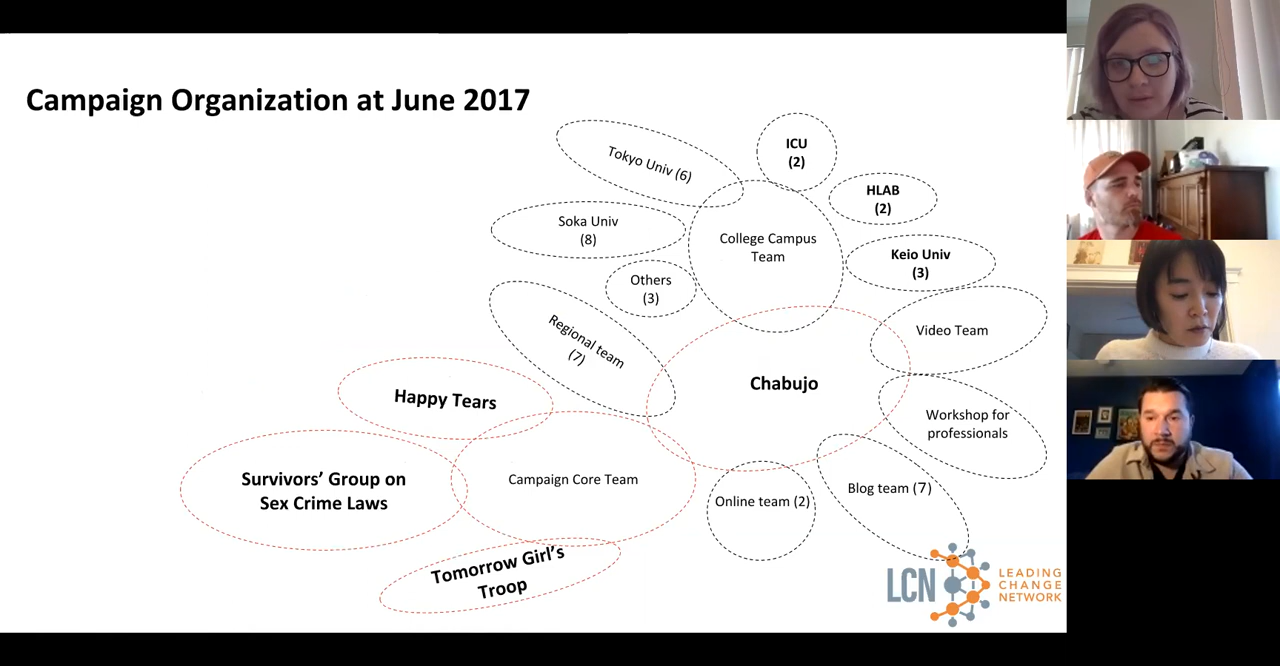 Campaign Organization at June 2017
Tokyo Univ (6)
ICU
(2)
HLAB
(2)
Soka Univ
(8)
College Campus
Team
Keio Univ
(3)
Others
(3)
Regional team
(7)
Video Team
Chabujo
Happy Tears
Workshop for
professionals
Survivors’ Group on
Sex Crime Laws
Campaign Core Team
Online team (2)
Blog team (7)
Tomorrow Girl’s
Troop
LCN
LEADING
CHANGE
NETWORK